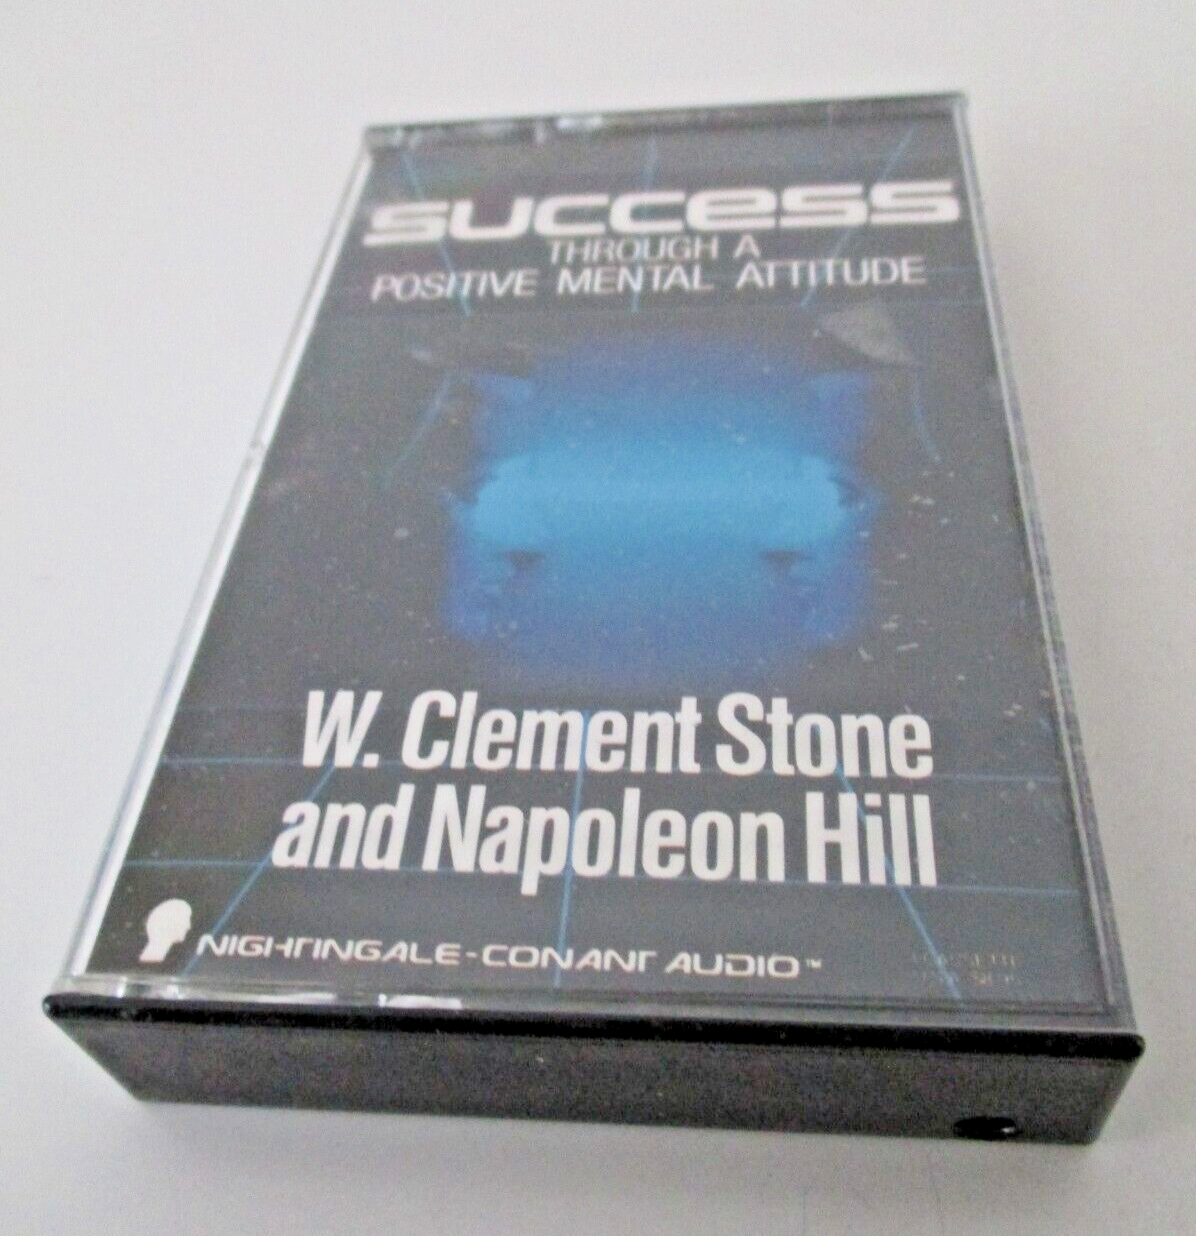 success
THROUGH A
POSITIVE MENTAL ATTITUDE
W. Clement Stone
and Napoleon Hill
NIGHTINGALE-CONANT AUDIO™